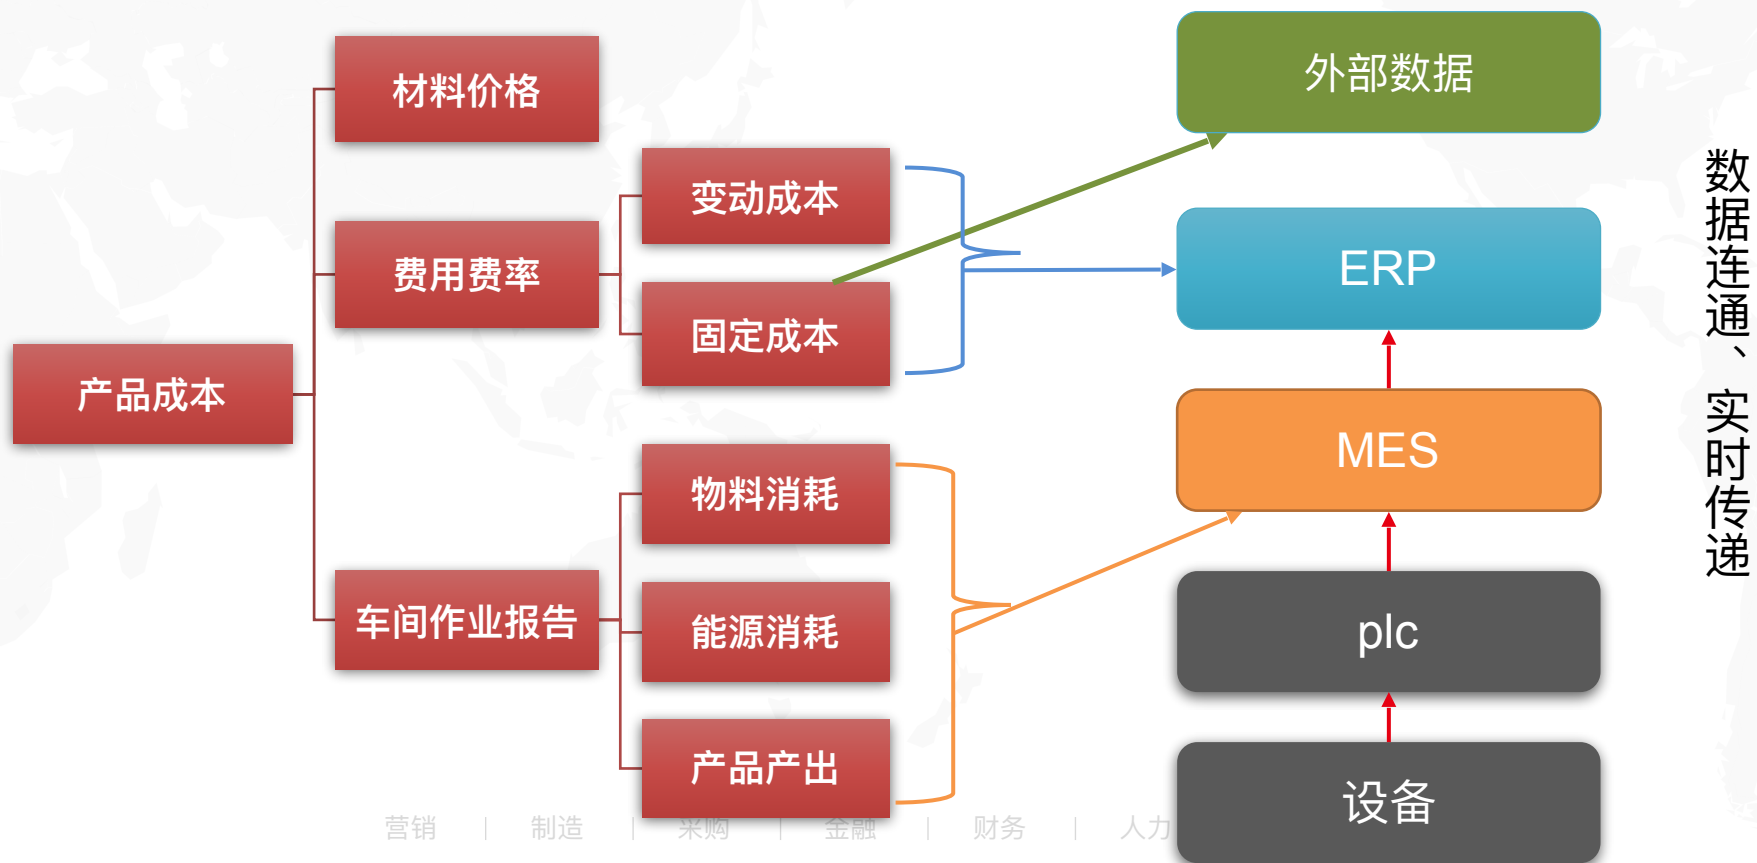 材料价格
外部数据
变动成本
费用费率
ERP
固定成本
产品成本
MES
物料消耗
车间作业报告
能源消耗
plc
产品产出
设备
数据连通、实时传递
营销 | 制造 | 采购 | 金融 | 财务 | 人力